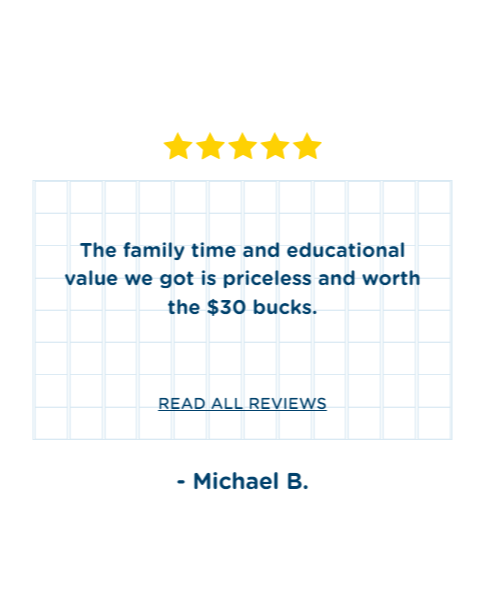 The family time and educational
value we got is priceless and worth
the $30 bucks.
READ ALL REVIEWS
- Michael B.